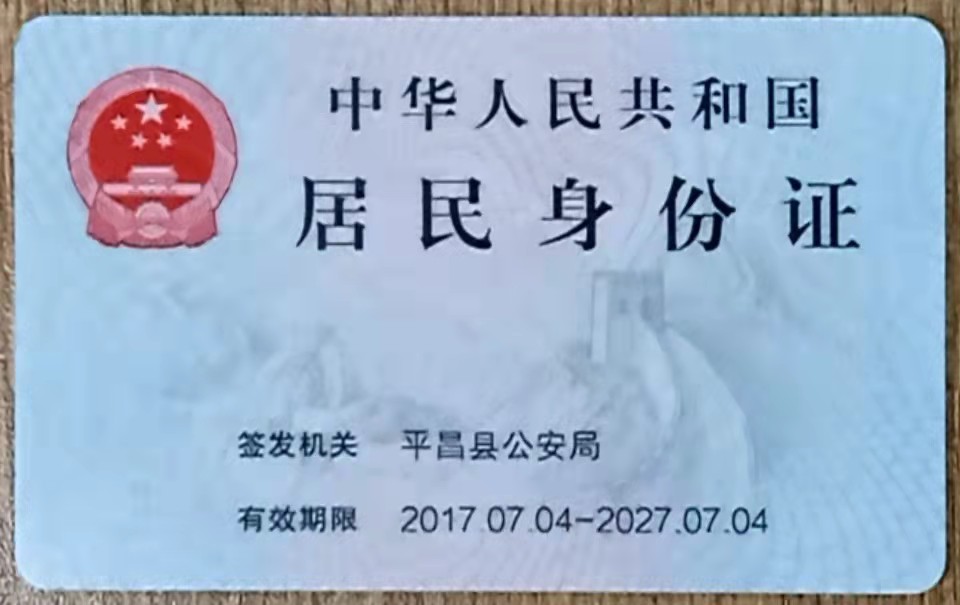 中华人民共和国
居民身份证
签发机关 平昌县公安局
有效期限 2017.07.04-2027.07.04